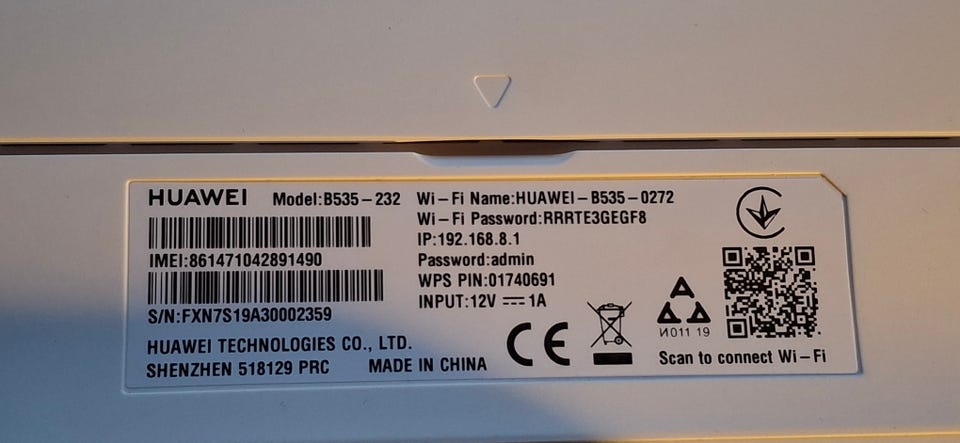 HUAWEI Model:B535-232
IMEI:861471042891490
S/N:FXN7S19A30002359
HUAWEI TECHNOLOGIES CO., LTD.
SHENZHEN 518129 PRC MADE IN CHINA
Wi-Fi Name:HUAWEI-B535-0272
Wi-Fi Password:RRRTE3GEGF8
IP:192.168.8.1
Password:admin
WPS PIN:01740691
INPUT:12V ⎓ 1A
CE
И011 19
Scan to connect Wi-Fi